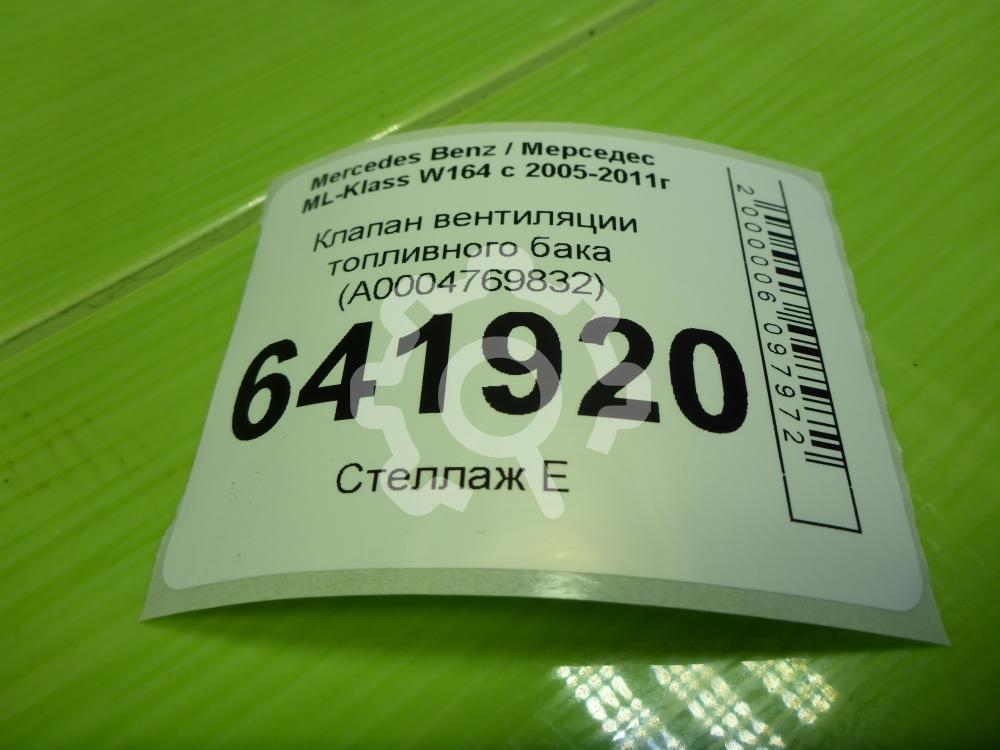 Mercedes Benz / Мерседес
ML-Klass W164 с 2005-2011г
Клапан вентиляции
топливного бака
(A0004769832)
641920
Стеллаж Е
2000006097972